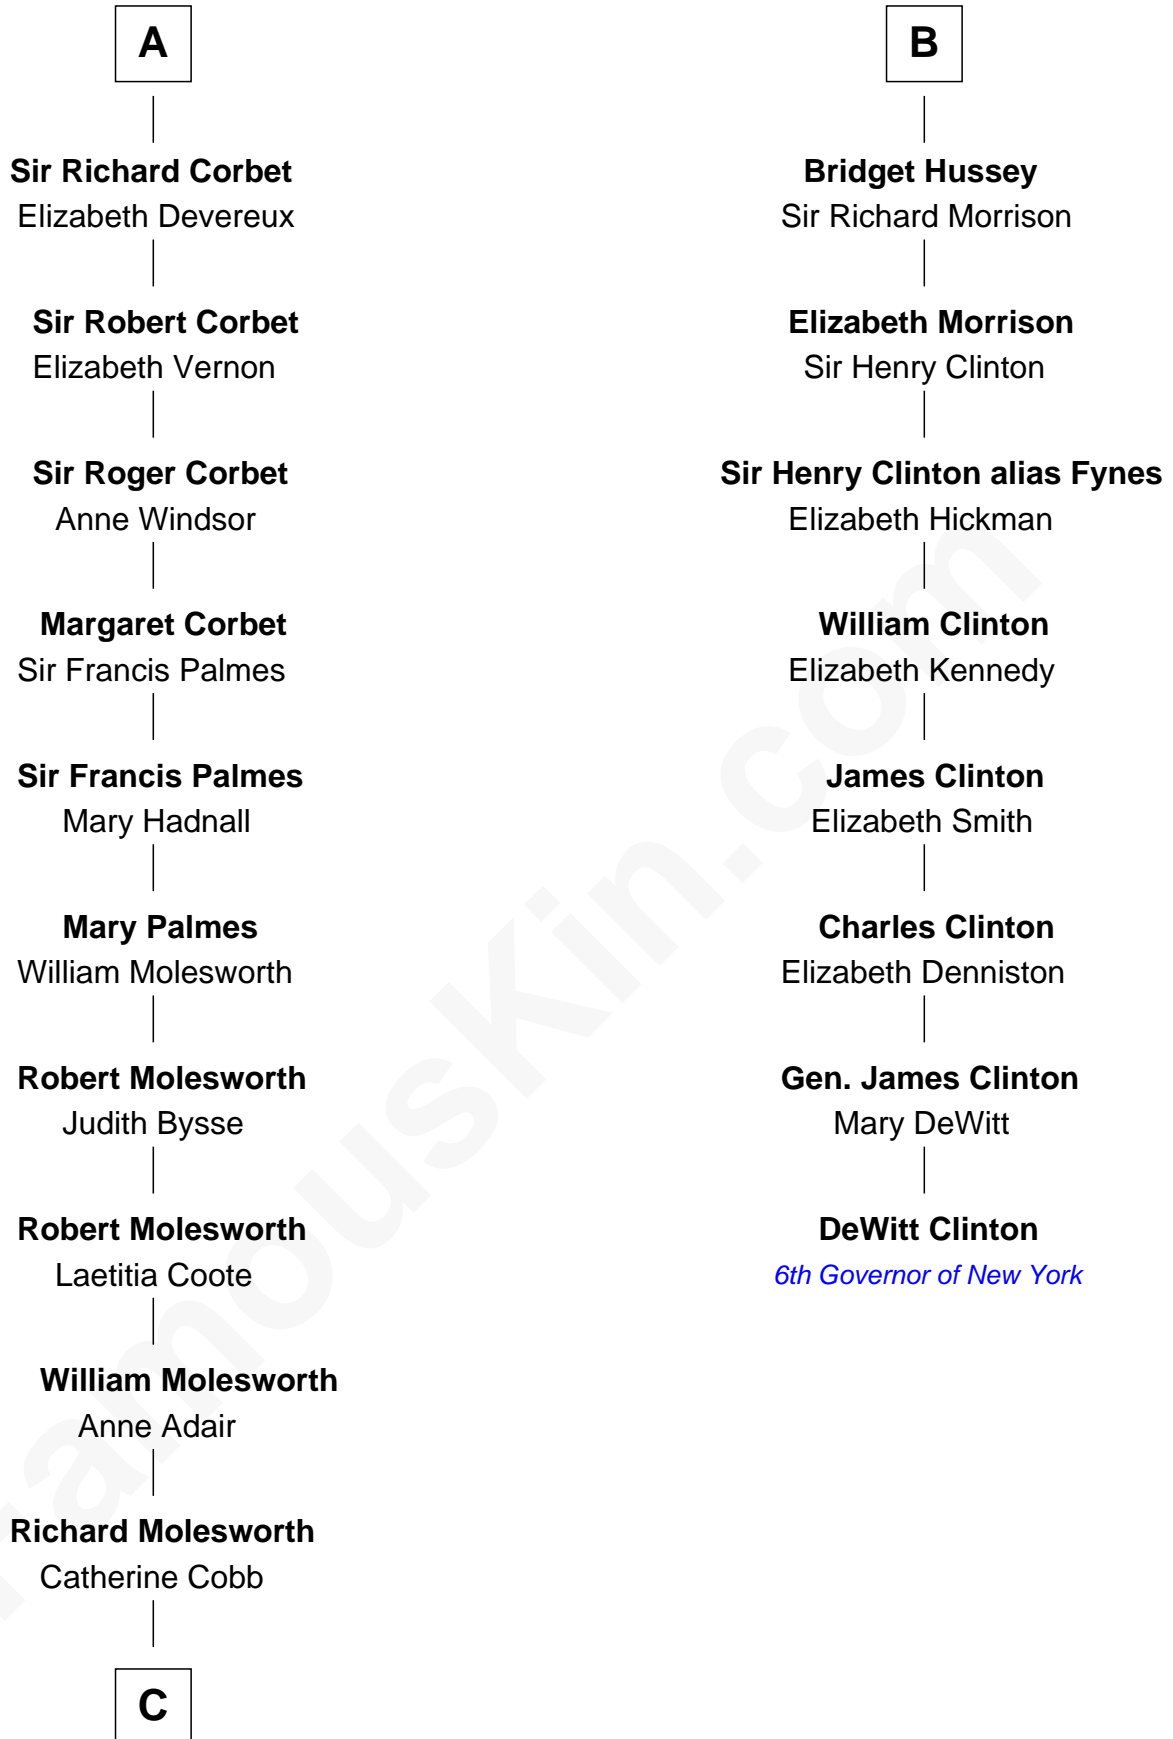 A
Sir Richard Corbet
Elizabeth Devereux
Sir Robert Corbet
Elizabeth Vernon
Sir Roger Corbet
Anne Windsor
Margaret Corbet
Sir Francis Palmes
Sir Francis Palmes
Mary Hadnall
Mary Palmes
William Molesworth
Robert Molesworth
Judith Bysse
Robert Molesworth
Laetitia Coote
William Molesworth
Anne Adair
Richard Molesworth
Catherine Cobb
C
B
Bridget Hussey
Sir Richard Morrison
Elizabeth Morrison
Sir Henry Clinton
Sir Henry Clinton alias Fynes
Elizabeth Hickman
William Clinton
Elizabeth Kennedy
James Clinton
Elizabeth Smith
Charles Clinton
Elizabeth Denniston
Gen. James Clinton
Mary DeWitt
DeWitt Clinton
6th Governor of New York
FamousKin.com